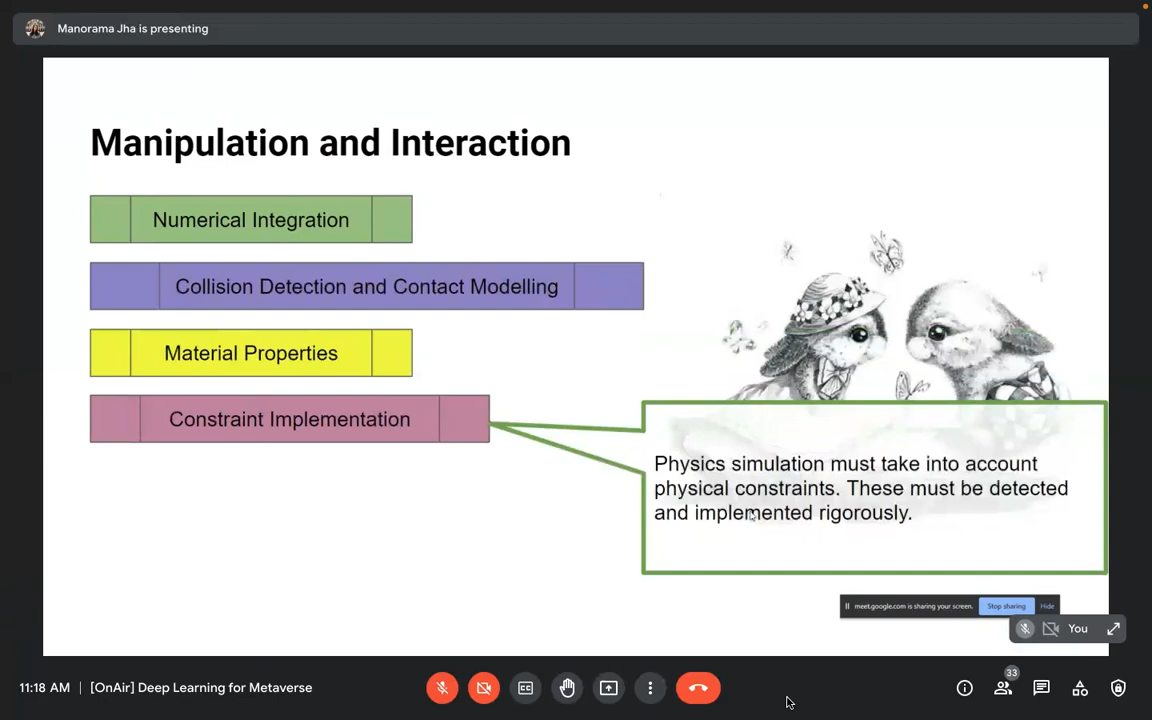 Manorama Jha is presenting
Manipulation and Interaction
Numerical Integration
Collision Detection and Contact Modelling
Material Properties
Constraint Implementation
Physics simulation must take into account
physical constraints. These must be detected
and implemented rigorously.
meet.google.com is sharing your screen.
Stop sharing
Hide
You
11:18 AM | [OnAir] Deep Learning for Metaverse
33